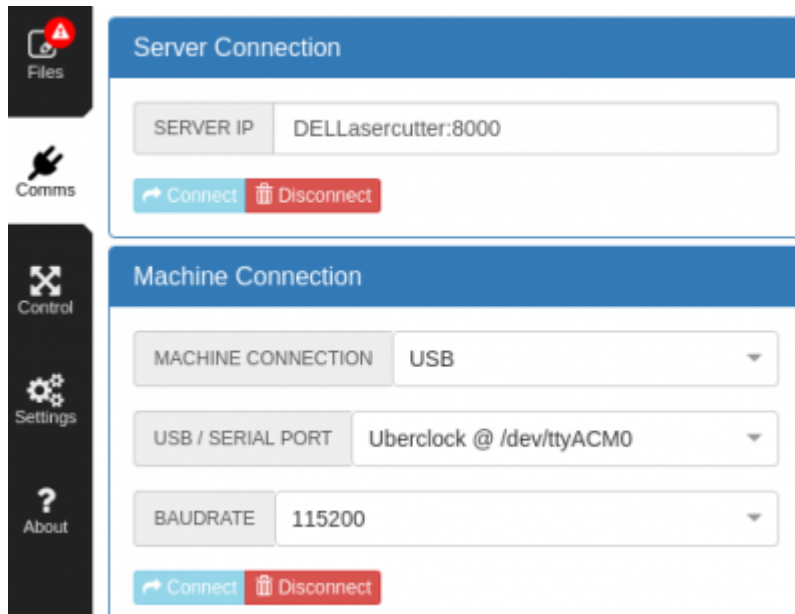 Files
Comms
Control
Settings
About
Server Connection
SERVER IP DELLasercutter:8000
Connect Disconnect
Machine Connection
MACHINE CONNECTION USB
USB / SERIAL PORT Uberclock @ /dev/ttyACM0
BAUDRATE 115200
Connect Disconnect